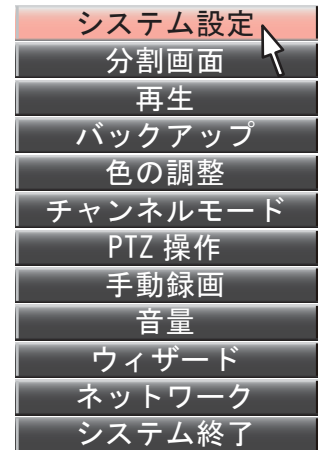 システム設定
分割画面
再生
バックアップ
色の調整
チャンネルモード
PTZ 操作
手動録画
音量
ウィザード
ネットワーク
システム終了